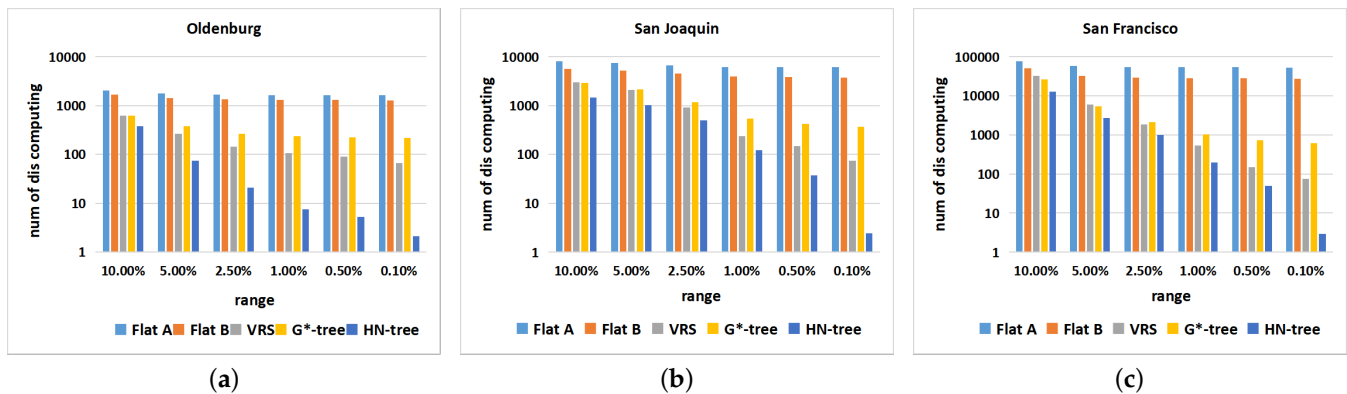 Oldenburg
10000
1000
100
10
1
num of dis computing
10.00% 5.00% 2.50% 1.00% 0.50% 0.10%
range
Flat A Flat B VRS G*-tree HN-tree
(a)
San Joaquin
10000
1000
100
10
1
num of dis computing
10.00% 5.00% 2.50% 1.00% 0.50% 0.10%
range
Flat A Flat B VRS G*-tree HN-tree
(b)
San Francisco
100000
10000
1000
100
10
1
num of dis computing
10.00% 5.00% 2.50% 1.00% 0.50% 0.10%
range
Flat A Flat B VRS G*-tree HN-tree
(c)